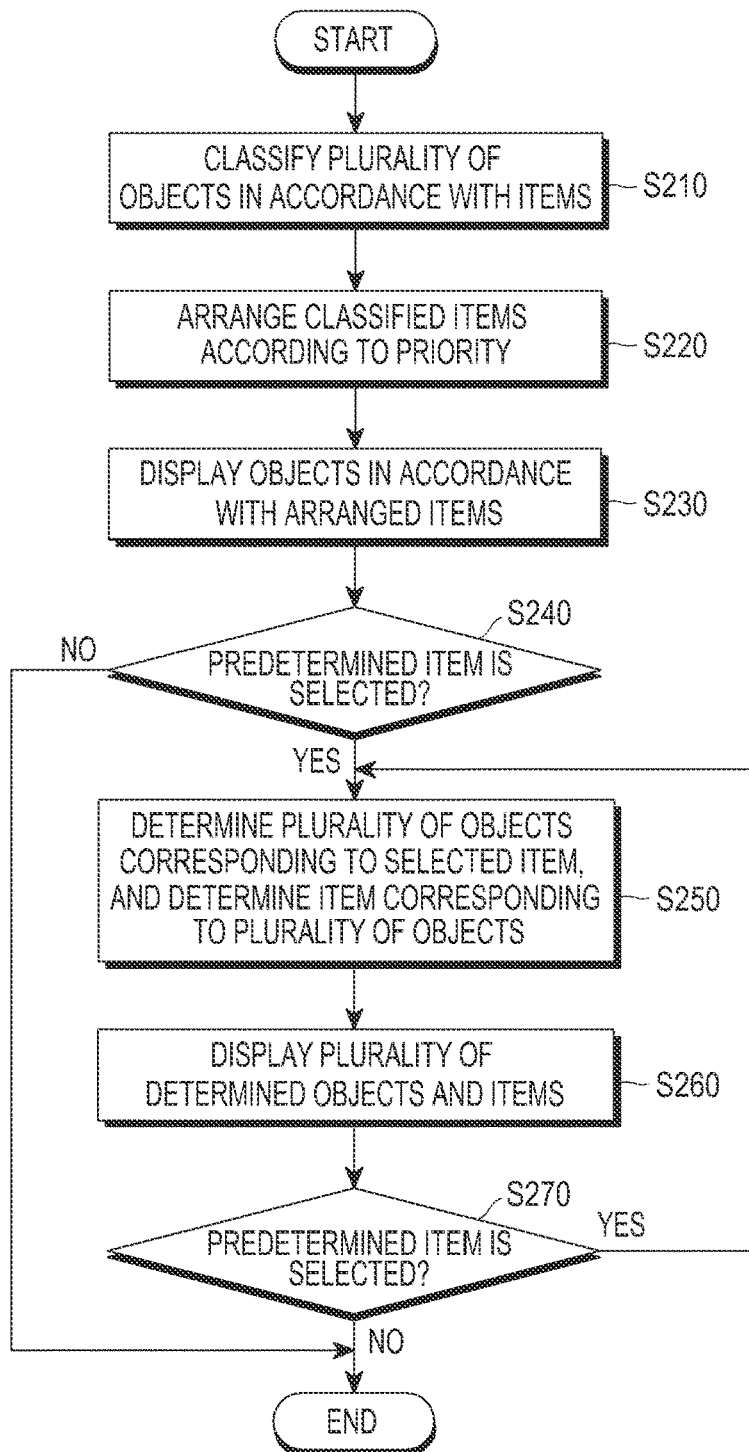 START
CLASSIFY PLURALITY OF
OBJECTS IN ACCORDANCE WITH ITEMS
S210
ARRANGE CLASSIFIED ITEMS
ACCORDING TO PRIORITY
S220
DISPLAY OBJECTS IN ACCORDANCE
WITH ARRANGED ITEMS
S230
S240
NO
PREDETERMINED ITEM IS
SELECTED?
YES
DETERMINE PLURALITY OF OBJECTS
CORRESPONDING TO SELECTED ITEM,
AND DETERMINE ITEM CORRESPONDING
TO PLURALITY OF OBJECTS
S250
DISPLAY PLURALITY OF
DETERMINED OBJECTS AND ITEMS
S260
S270
YES
PREDETERMINED ITEM IS
SELECTED?
NO
END